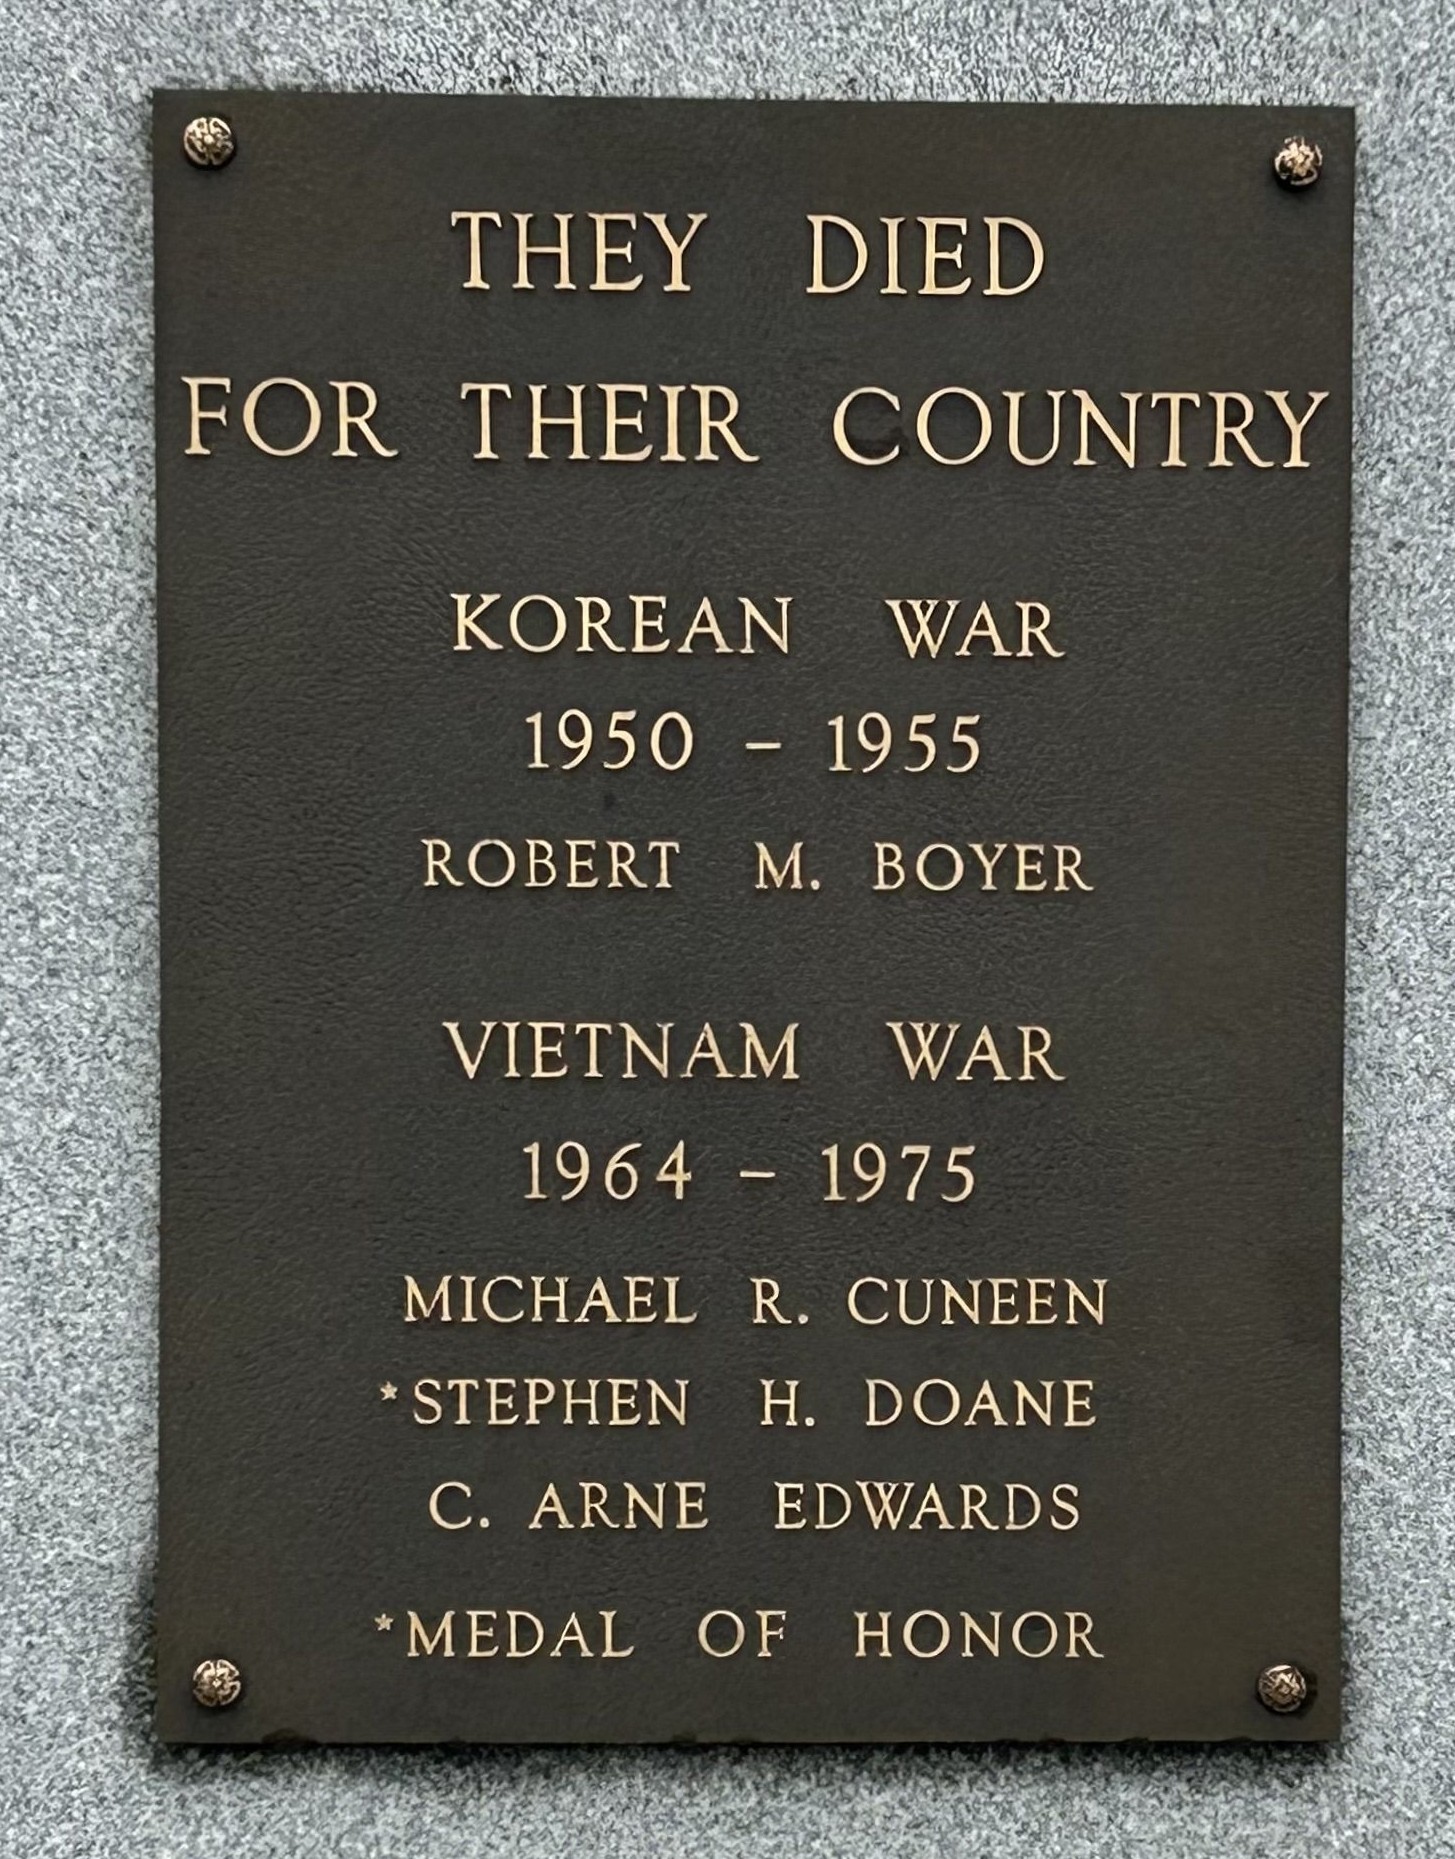 THEY DIED
FOR THEIR COUNTRY
KOREAN WAR
1950 – 1955
ROBERT M. BOYER
VIETNAM WAR
1964 – 1975
MICHAEL R. CUNEEN
*STEPHEN H. DOANE
C. ARNE EDWARDS
*MEDAL OF HONOR